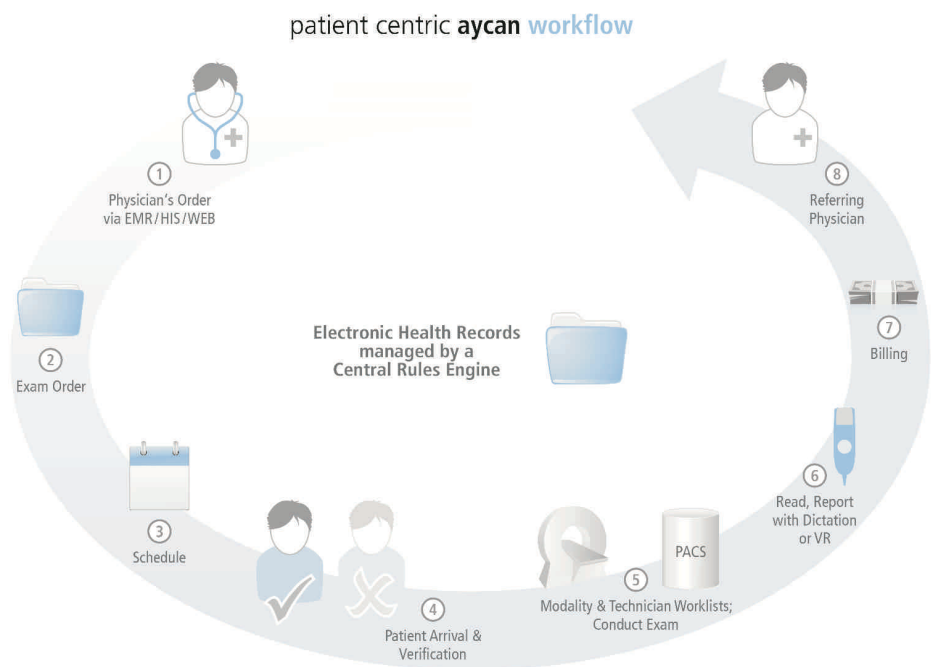 patient centric aycan workflow
1
Physician's Order
via EMR/HIS/WEB
2
Exam Order
3
Schedule
4
Patient Arrival &
Verification
PACS
5
Modality & Technician Worklists;
Conduct Exam
6
Read, Report
with Dictation
or VR
7
Billing
8
Referring
Physician
Electronic Health Records
managed by a
Central Rules Engine